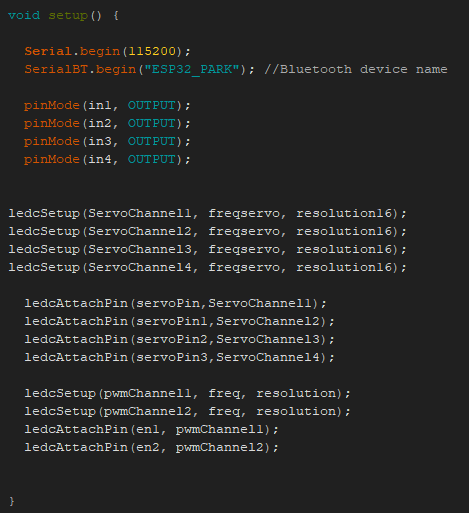 void setup() {
Serial.begin(115200);
SerialBT.begin("ESP32_PARK"); //Bluetooth device name
pinMode(in1, OUTPUT);
pinMode(in2, OUTPUT);
pinMode(in3, OUTPUT);
pinMode(in4, OUTPUT);
ledcSetup(ServoChannel1, freqservo, resolution16);
ledcSetup(ServoChannel2, freqservo, resolution16);
ledcSetup(ServoChannel3, freqservo, resolution16);
ledcSetup(ServoChannel4, freqservo, resolution16);
ledcAttachPin(servoPin,ServoChannel1);
ledcAttachPin(servoPin1,ServoChannel2);
ledcAttachPin(servoPin2,ServoChannel3);
ledcAttachPin(servoPin3,ServoChannel4);
ledcSetup(pwmChannel1, freq, resolution);
ledcSetup(pwmChannel2, freq, resolution);
ledcAttachPin(en1, pwmChannel1);
ledcAttachPin(en2, pwmChannel2);
}